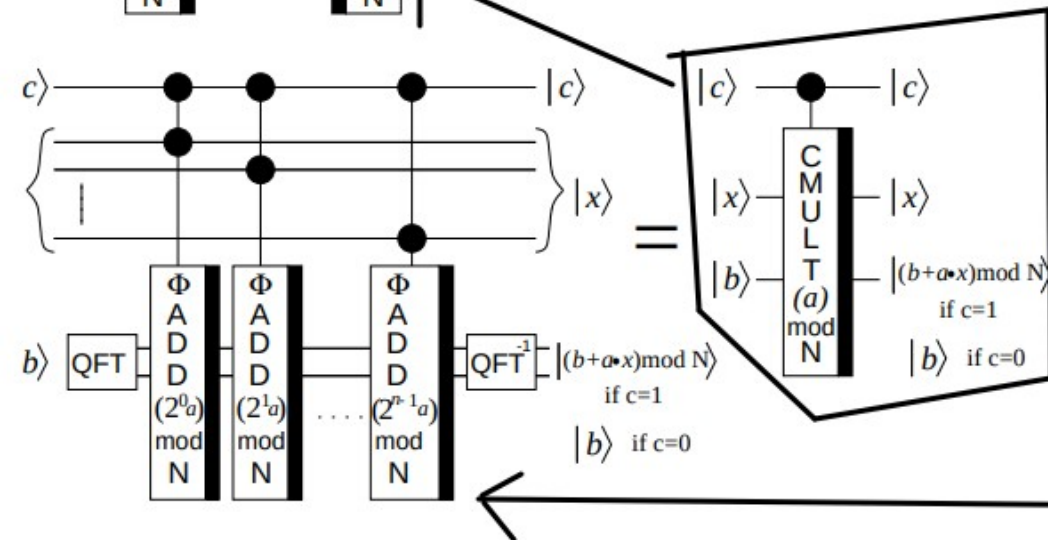 N N
c⟩ |c⟩
|x⟩
Φ
A
D
D
(2⁰a)
mod
N
Φ
A
D
D
(2¹a)
mod
N
....
Φ
A
D
D
(2ⁿ⁻¹a)
mod
N
b⟩ QFT QFT⁻¹ |(b+a•x)mod N⟩
if c=1
|b⟩ if c=0
=
|c⟩ |c⟩
|x⟩ |x⟩
|b⟩ |(b+a•x)mod N⟩
if c=1
|b⟩ if c=0
C
M
U
L
T
(a)
mod
N